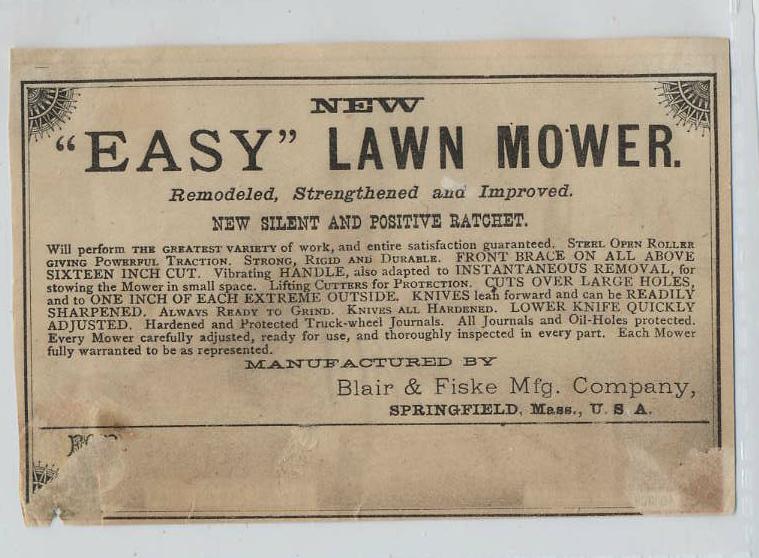 NEW
"EASY" LAWN MOWER.
Remodeled, Strengthened and Improved.
NEW SILENT AND POSITIVE RATCHET.
Will perform THE GREATEST VARIETY of work, and entire satisfaction guaranteed. STEEL OPEN ROLLER
GIVING POWERFUL TRACTION. STRONG, RIGID AND DURABLE. FRONT BRACE ON ALL ABOVE
SIXTEEN INCH CUT. Vibrating HANDLE, also adapted to INSTANTANEOUS REMOVAL, for
stowing the Mower in small space. Lifting CUTTERS for PROTECTION. CUTS OVER LARGE HOLES,
and to ONE INCH OF EACH EXTREME OUTSIDE. KNIVES lean forward and can be READILY
SHARPENED. ALWAYS READY TO GRIND. KNIVES ALL HARDENED. LOWER KNIFE QUICKLY
ADJUSTED. Hardened and Protected Truck-wheel Journals. All Journals and Oil-Holes protected.
Every Mower carefully adjusted, ready for use, and thoroughly inspected in every part. Each Mower
fully warranted to be as represented.
MANUFACTURED BY
Blair & Fiske Mfg. Company,
SPRINGFIELD, Mass., U. S. A.